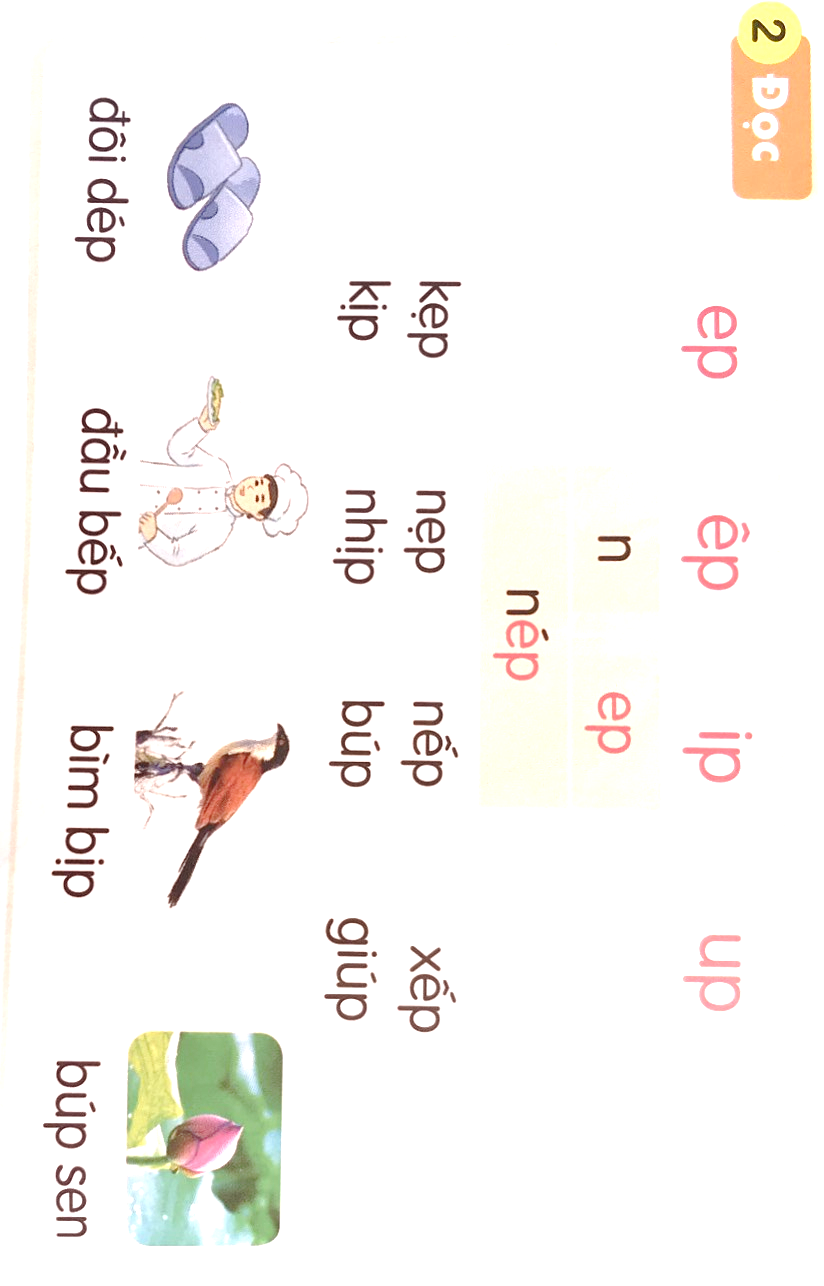 2 Đọc
ep êp ip up
n ep
nép
kẹp nẹp nếp xếp
kịp nhịp búp giúp
đôi dép đầu bếp bìm bịp búp sen